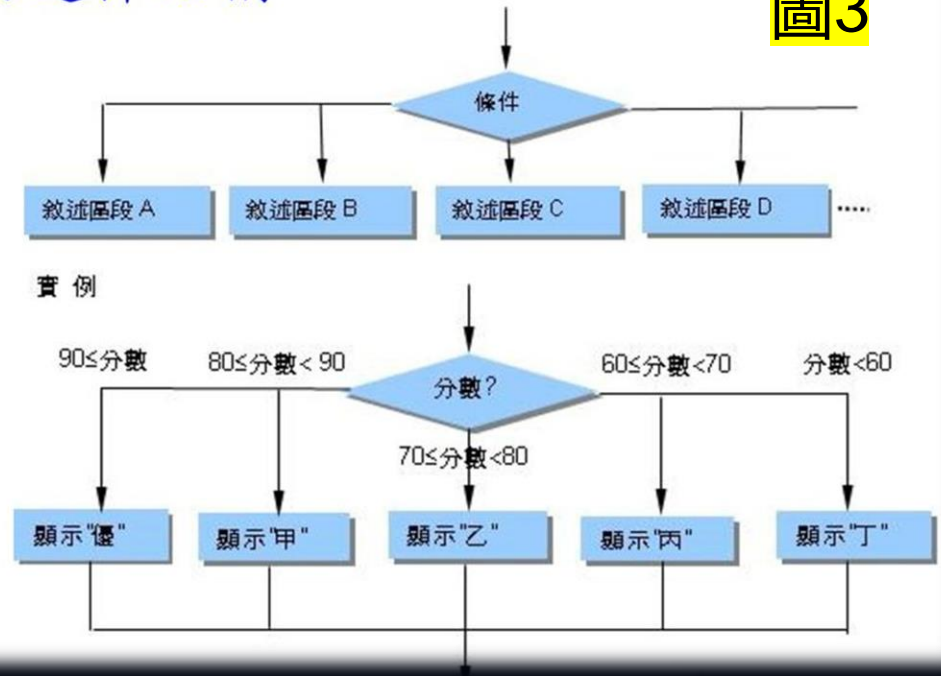 圖3
條件
敘述區段 A
敘述區段 B
敘述區段 C
敘述區段 D
.....
實 例
90≤分數
80≤分數< 90
分數?
60≤分數<70
分數<60
70≤分數<80
顯示"優"
顯示"甲"
顯示"乙"
顯示"丙"
顯示"丁"